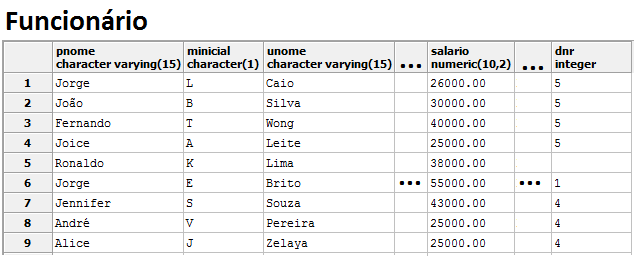 Funcionário
pnome minicial unome ... salario ... dnr
character varying(15) character(1) character varying(15) numeric(10,2) integer
1 Jorge L Caio 26000.00 5
2 João B Silva 30000.00 5
3 Fernando T Wong 40000.00 5
4 Joice A Leite 25000.00 5
5 Ronaldo K Lima 38000.00
6 Jorge E Brito ... 55000.00 ... 1
7 Jennifer S Souza 43000.00 4
8 André V Pereira 25000.00 4
9 Alice J Zelaya 25000.00 4